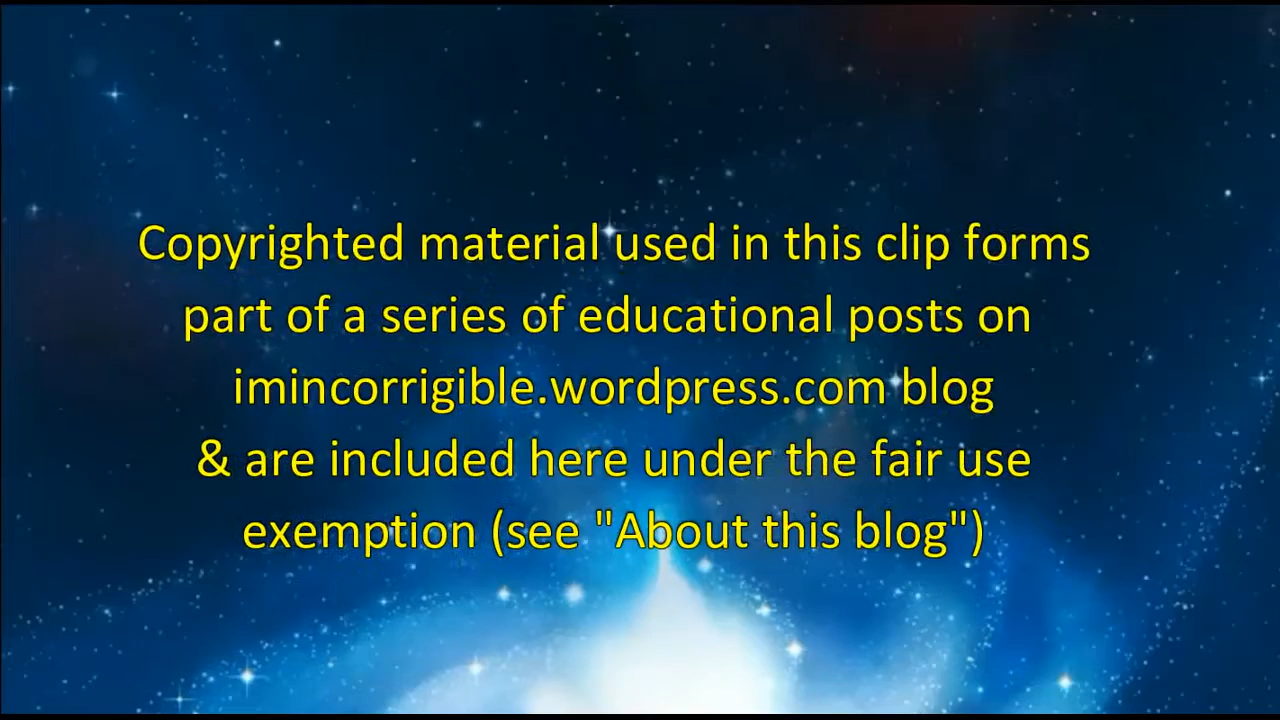 Copyrighted material used in this clip forms
part of a series of educational posts on
imincorrigible.wordpress.com blog
& are included here under the fair use
exemption (see "About this blog")